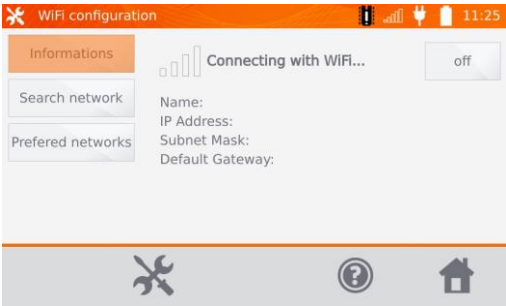 WiFi configuration
11:25
Informations
Connecting with WiFi...
off
Search network
Name:
IP Address:
Prefered networks
Subnet Mask:
Default Gateway: